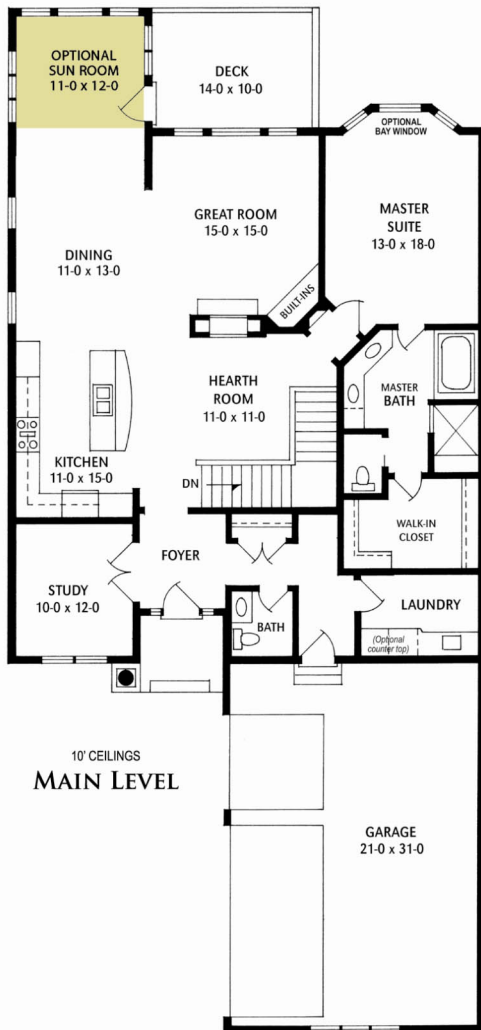 OPTIONAL
SUN ROOM
11-0 x 12-0
DECK
14-0 x 10-0
OPTIONAL
BAY WINDOW
GREAT ROOM
15-0 x 15-0
MASTER
SUITE
13-0 x 18-0
DINING
11-0 x 13-0
BUILT-INS
HEARTH
ROOM
11-0 x 11-0
MASTER
BATH
KITCHEN
11-0 x 15-0
DN
WALK-IN
CLOSET
FOYER
STUDY
10-0 x 12-0
BATH
LAUNDRY
(Optional
counter top)
10' CEILINGS
MAIN LEVEL
GARAGE
21-0 x 31-0